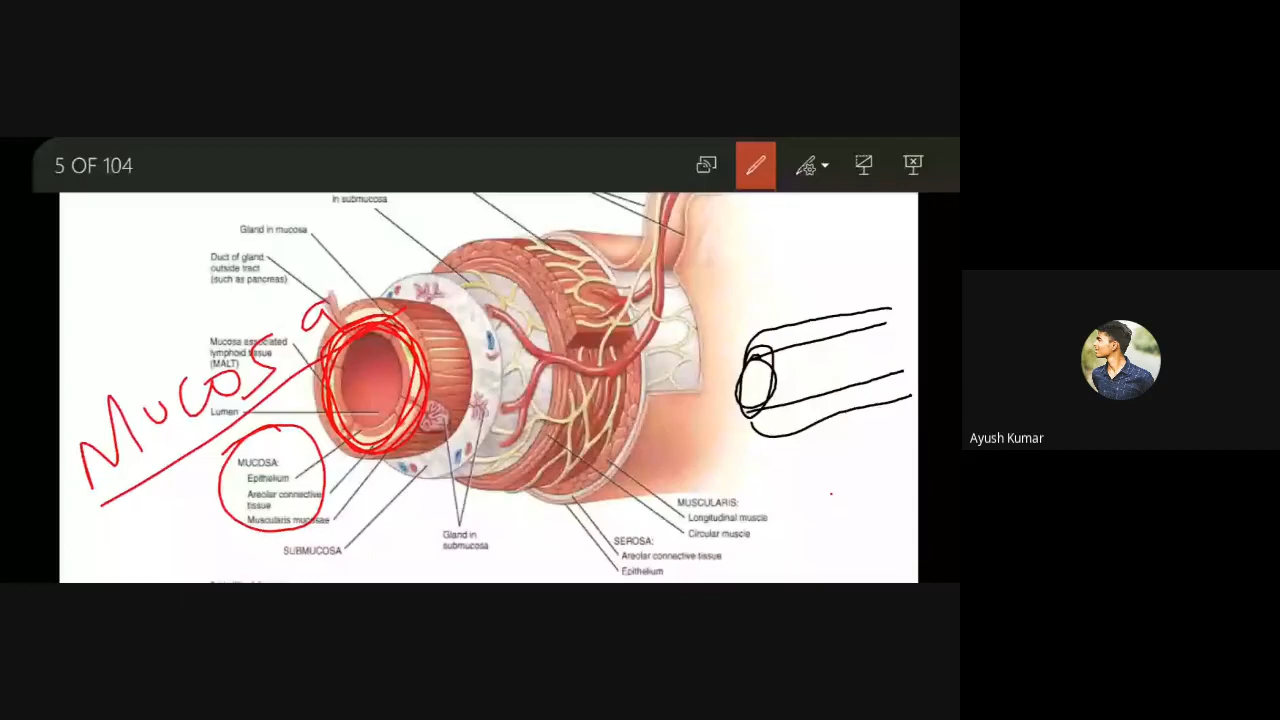 5 OF 104
In submucosa
Gland in mucosa
Duct of gland
outside tract
(such as pancreas)
Mucosa associated
lymphoid tissue
(MALT)
Mucosa
Lumen
MUCOSA:
Epithelium
Areolar connective
tissue
Muscularis mucosae
SUBMUCOSA
Gland in
submucosa
MUSCULARIS:
Longitudinal muscle
Circular muscle
SEROSA:
Areolar connective tissue
Epithelium
Ayush Kumar